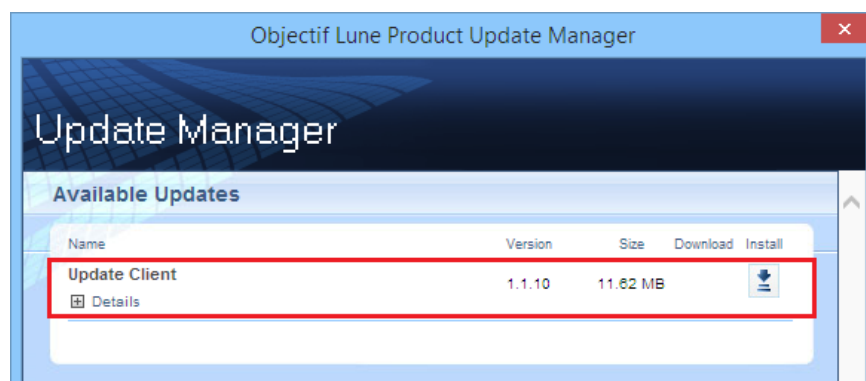 Objectif Lune Product Update Manager
Update Manager
Available Updates
Name Version Size Download Install
Update Client 1.1.10 11.62 MB
Details